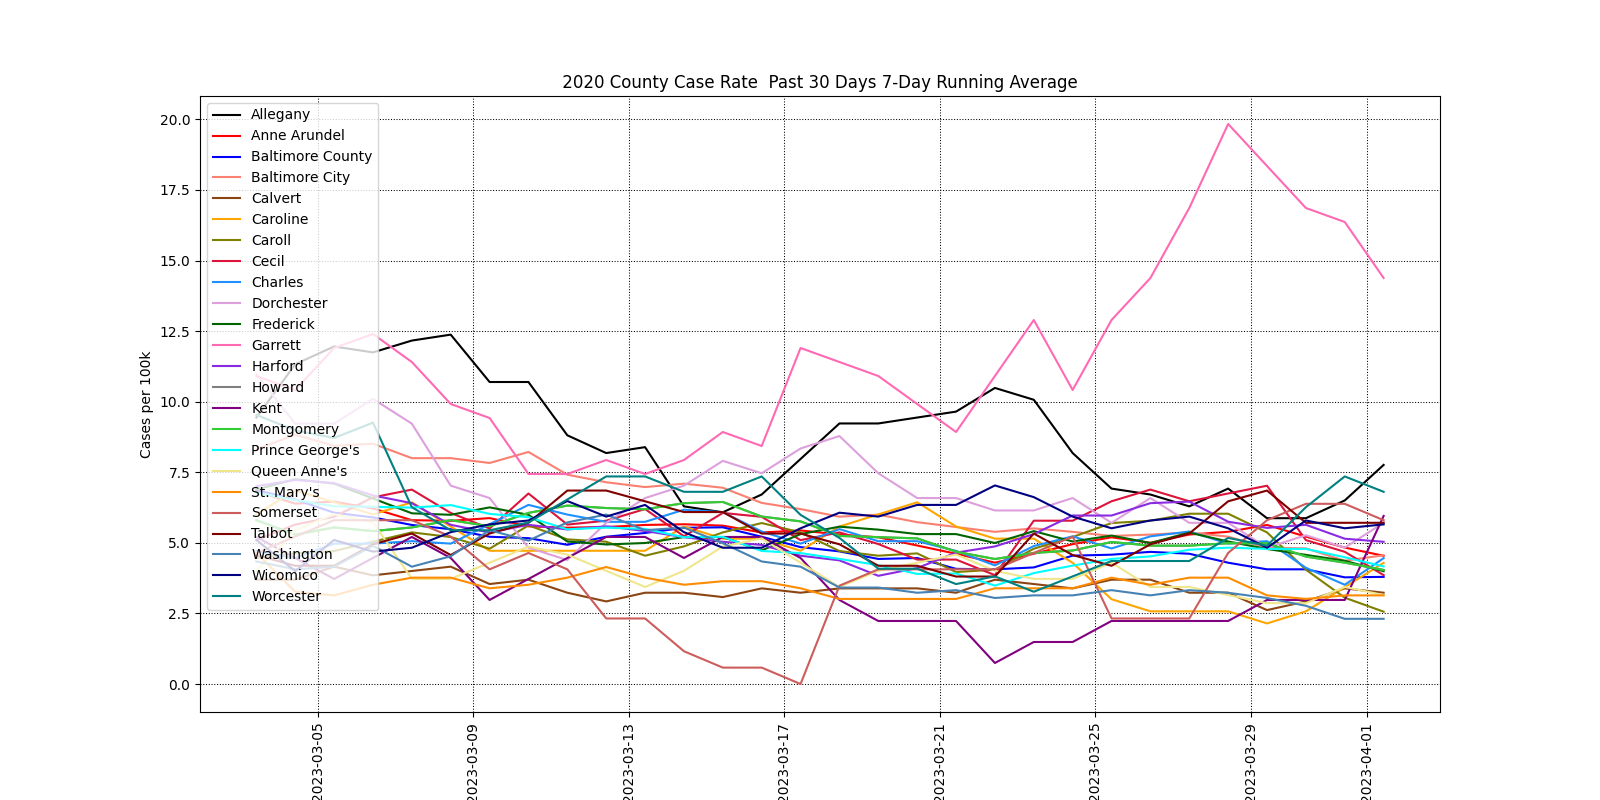 2020 County Case Rate  Past 30 Days 7-Day Running Average
Cases per 100k
20.0
17.5
15.0
12.5
10.0
7.5
5.0
2.5
0.0
Allegany
Anne Arundel
Baltimore County
Baltimore City
Calvert
Caroline
Caroll
Cecil
Charles
Dorchester
Frederick
Garrett
Harford
Howard
Kent
Montgomery
Prince George's
Queen Anne's
St. Mary's
Somerset
Talbot
Washington
Wicomico
Worcester
2023-03-05
2023-03-09
2023-03-13
2023-03-17
2023-03-21
2023-03-25
2023-03-29
2023-04-01